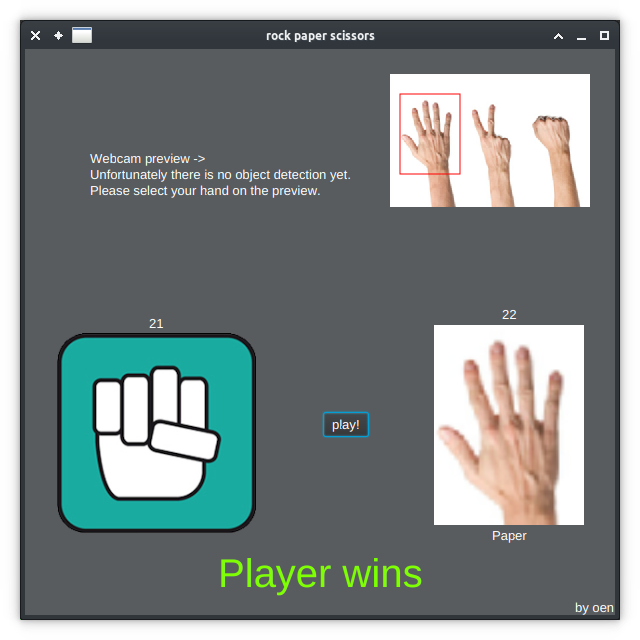 rock paper scissors
Webcam preview ->
Unfortunately there is no object detection yet.
Please select your hand on the preview.
21
22
play!
Paper
Player wins
by oen